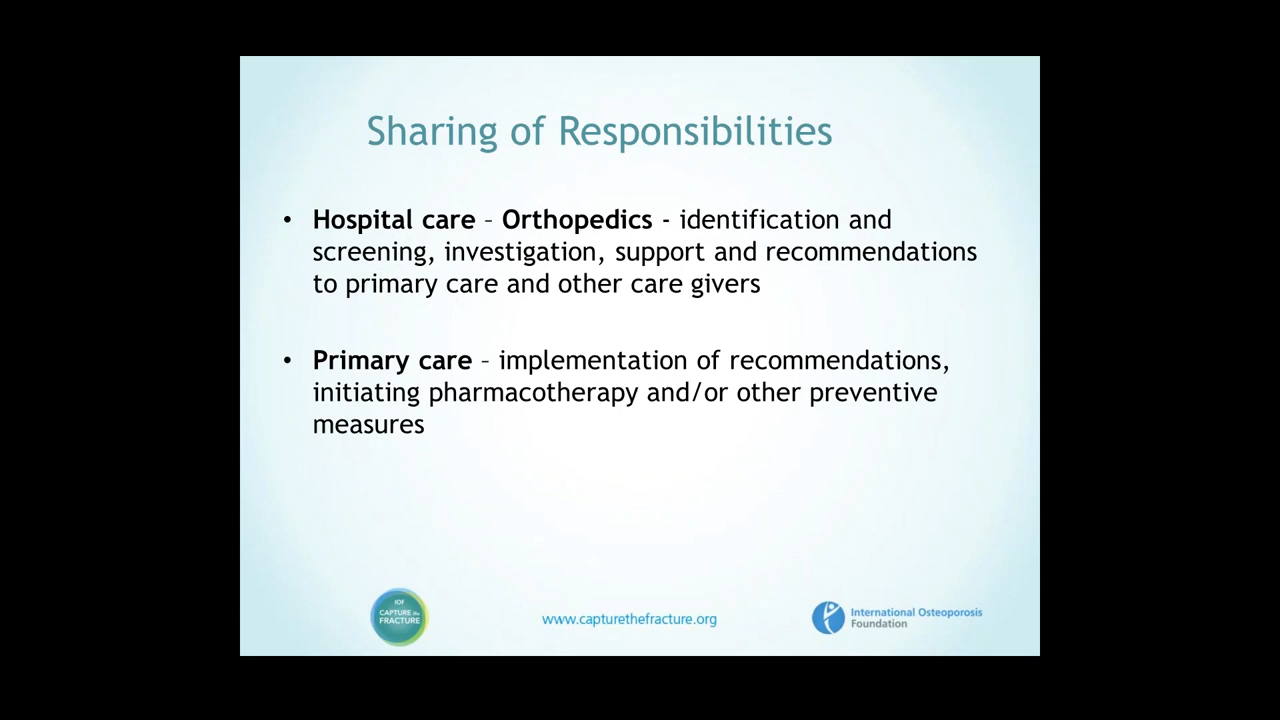 Sharing of Responsibilities
• Hospital care – Orthopedics - identification and
screening, investigation, support and recommendations
to primary care and other care givers
• Primary care – implementation of recommendations,
initiating pharmacotherapy and/or other preventive
measures
IOF
CAPTURE the
FRACTURE
www.capturethefracture.org
International Osteoporosis
Foundation